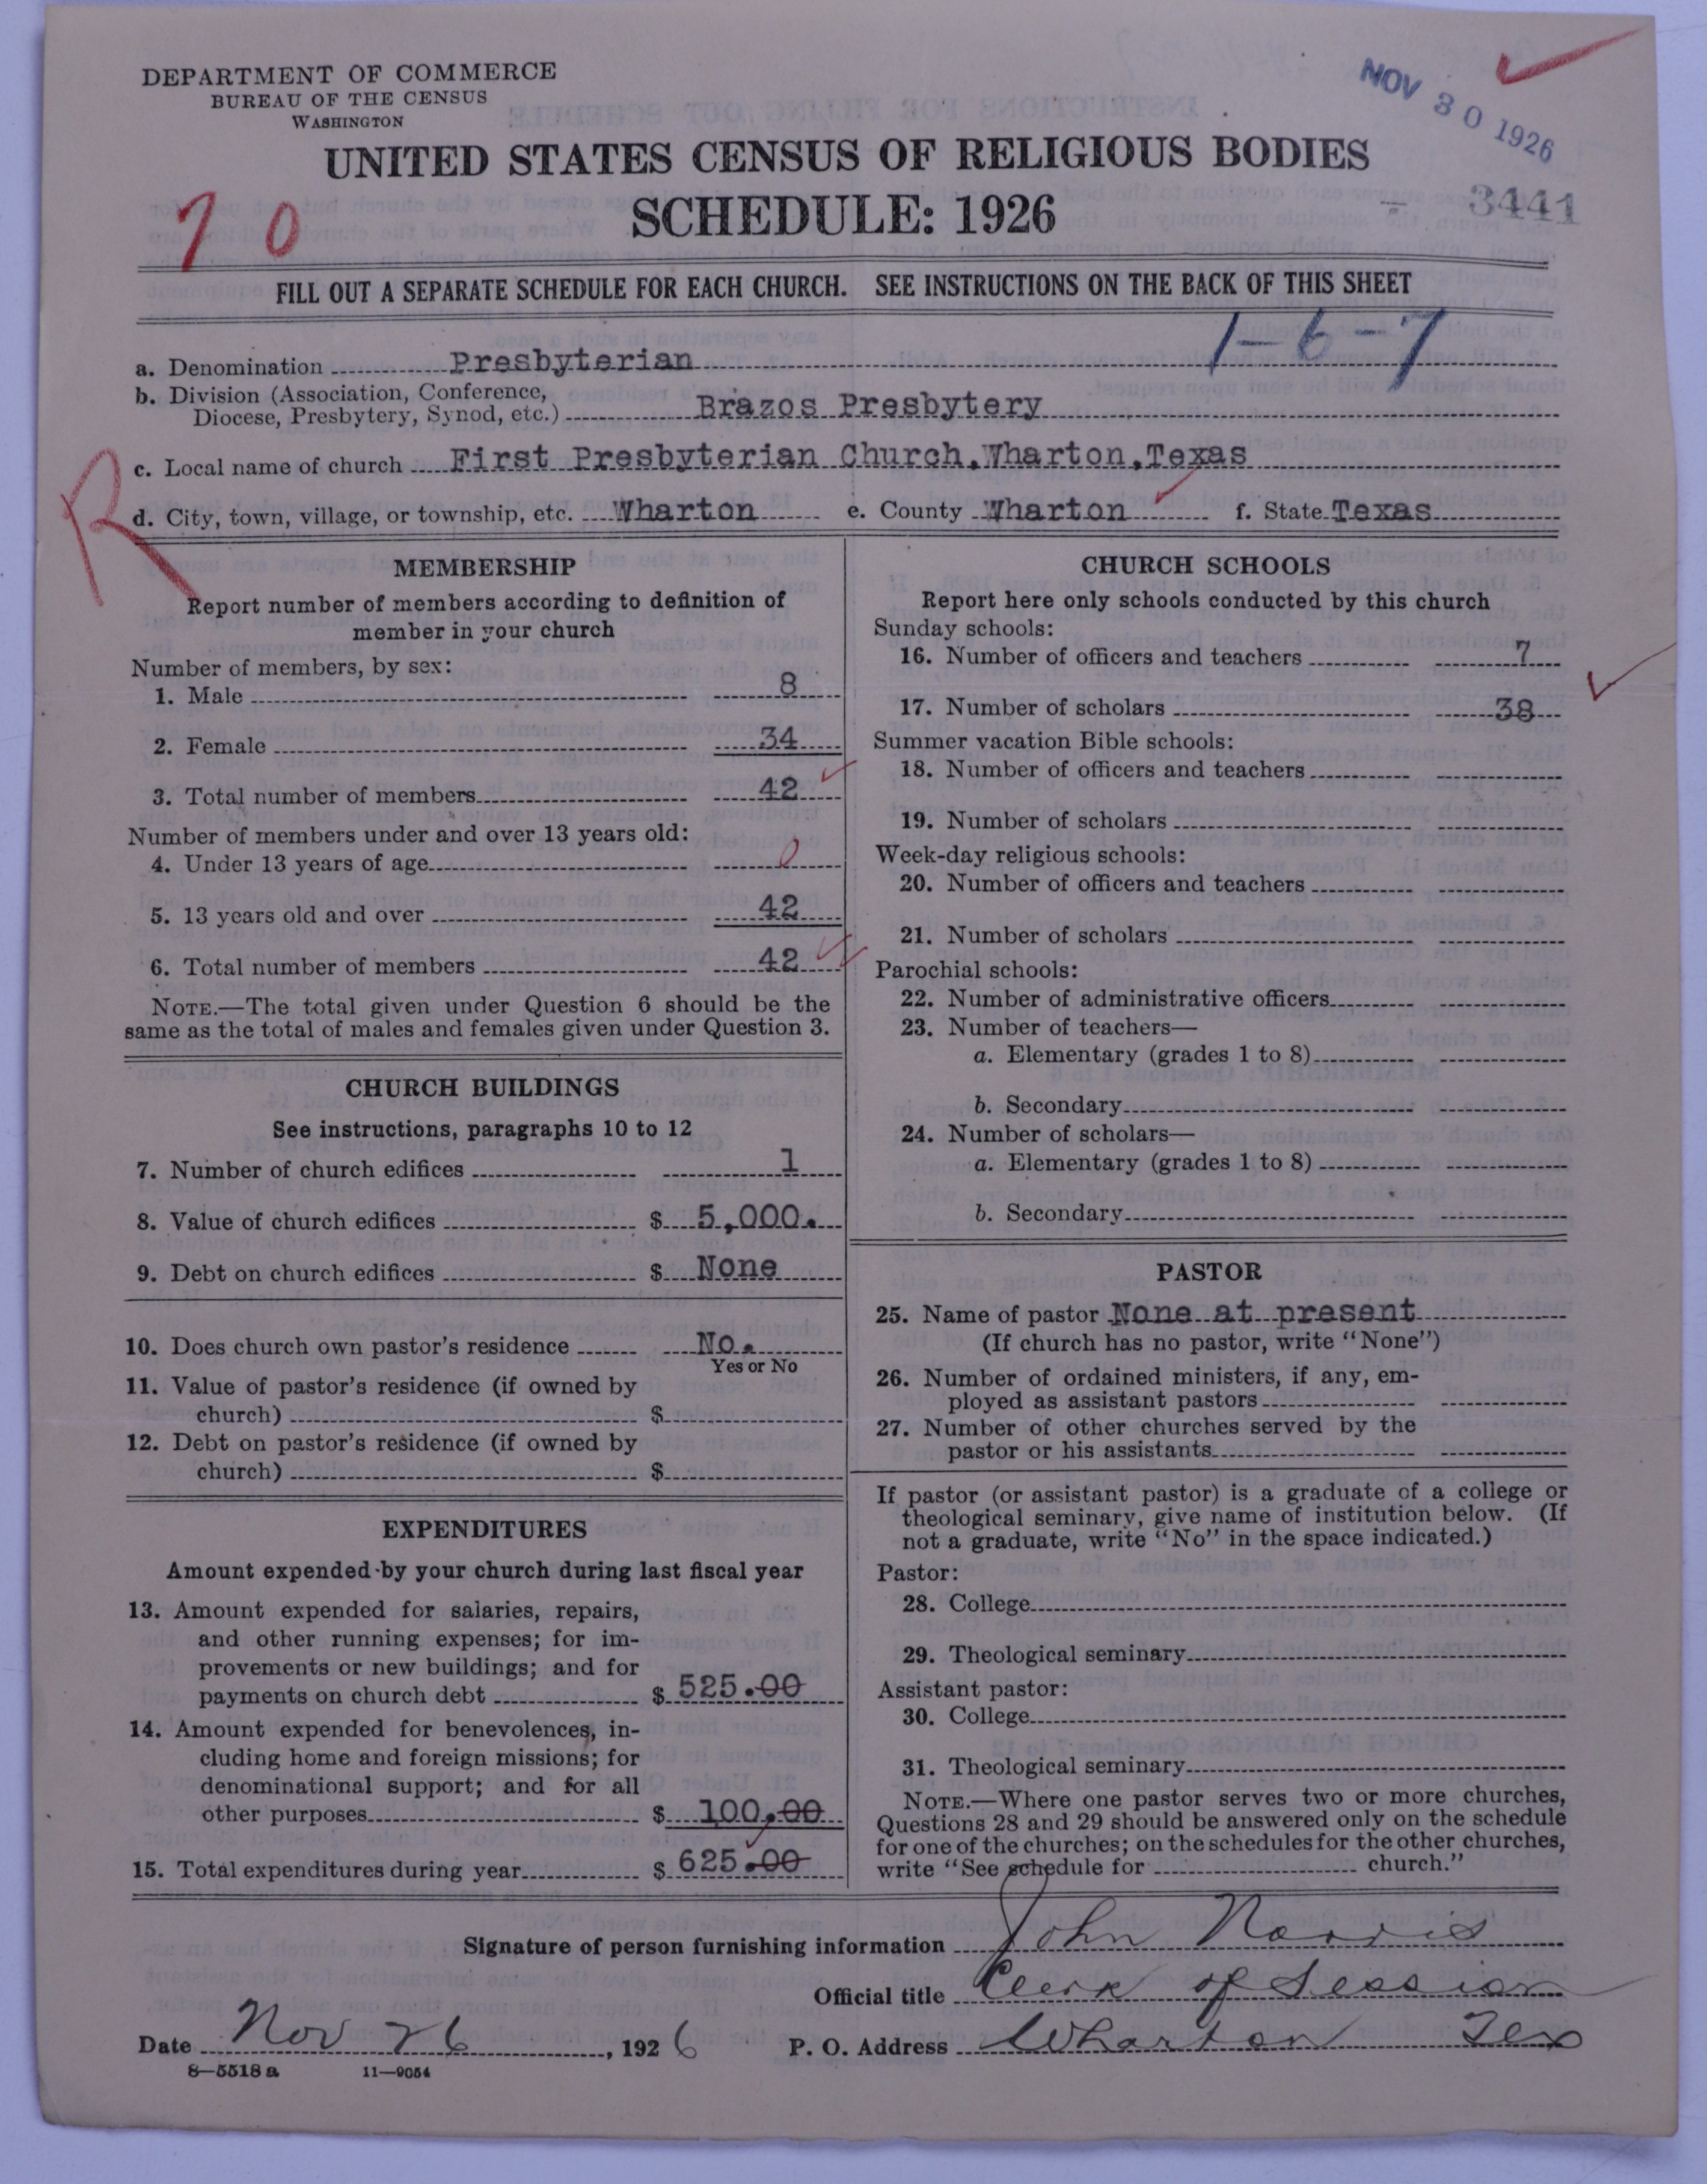 DEPARTMENT OF COMMERCE
BUREAU OF THE CENSUS
WASHINGTON
NOV 30 1926
UNITED STATES CENSUS OF RELIGIOUS BODIES
SCHEDULE: 1926
70
3441
FILL OUT A SEPARATE SCHEDULE FOR EACH CHURCH. SEE INSTRUCTIONS ON THE BACK OF THIS SHEET
1-6-7
a. Denomination Presbyterian
b. Division (Association, Conference,
Diocese, Presbytery, Synod, etc.) Brazos Presbytery
c. Local name of church First Presbyterian Church, Wharton, Texas
R
d. City, town, village, or township, etc. Wharton e. County Wharton f. State Texas
MEMBERSHIP
Report number of members according to definition of
member in your church
Number of members, by sex:
1. Male 8
2. Female 34
3. Total number of members 42
Number of members under and over 13 years old:
4. Under 13 years of age 0
5. 13 years old and over 42
6. Total number of members 42
NOTE.—The total given under Question 6 should be the
same as the total of males and females given under Question 3.
CHURCH BUILDINGS
See instructions, paragraphs 10 to 12
7. Number of church edifices 1
8. Value of church edifices $ 5,000.
9. Debt on church edifices $ None
10. Does church own pastor's residence No.
Yes or No
11. Value of pastor's residence (if owned by
church) $
12. Debt on pastor's residence (if owned by
church) $
EXPENDITURES
Amount expended by your church during last fiscal year
13. Amount expended for salaries, repairs,
and other running expenses; for im-
provements or new buildings; and for
payments on church debt $ 525.00
14. Amount expended for benevolences, in-
cluding home and foreign missions; for
denominational support; and for all
other purposes $ 100.00
15. Total expenditures during year $ 625.00
CHURCH SCHOOLS
Report here only schools conducted by this church
Sunday schools:
16. Number of officers and teachers 7
17. Number of scholars 38
Summer vacation Bible schools:
18. Number of officers and teachers
19. Number of scholars
Week-day religious schools:
20. Number of officers and teachers
21. Number of scholars
Parochial schools:
22. Number of administrative officers
23. Number of teachers—
a. Elementary (grades 1 to 8)
b. Secondary
24. Number of scholars—
a. Elementary (grades 1 to 8)
b. Secondary
PASTOR
25. Name of pastor None at present
(If church has no pastor, write "None")
26. Number of ordained ministers, if any, em-
ployed as assistant pastors
27. Number of other churches served by the
pastor or his assistants
If pastor (or assistant pastor) is a graduate of a college or
theological seminary, give name of institution below. (If
not a graduate, write "No" in the space indicated.)
Pastor:
28. College
29. Theological seminary
Assistant pastor:
30. College
31. Theological seminary
NOTE.—Where one pastor serves two or more churches,
Questions 28 and 29 should be answered only on the schedule
for one of the churches; on the schedules for the other churches,
write "See schedule for church."
Signature of person furnishing information John Norris
Official title Clerk of Session
Date Nov 26, 1926 P. O. Address Wharton Tex
8—5518 a 11—9054